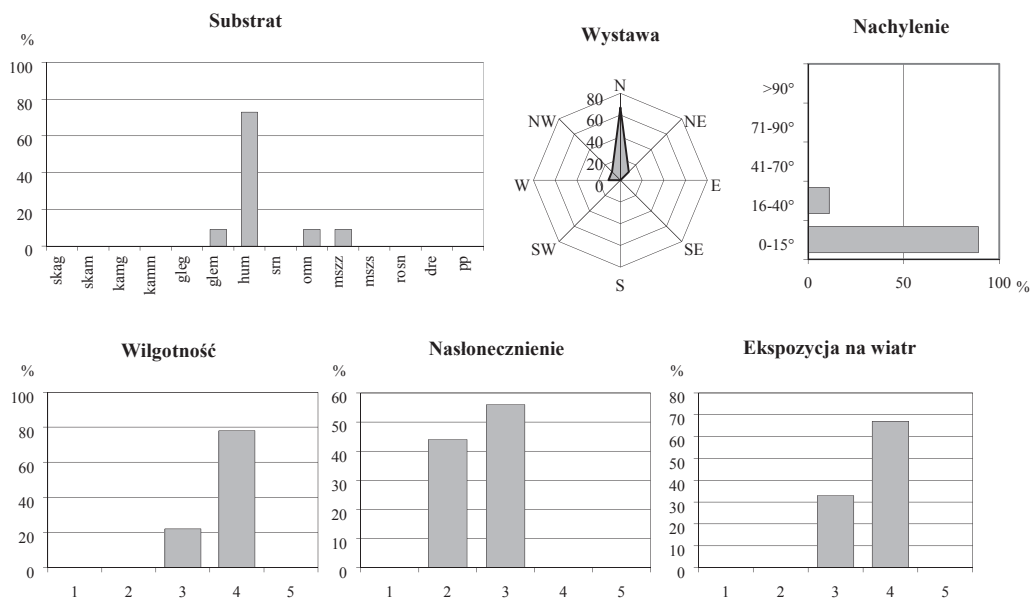 Substrat
%
100
80
60
40
20
0
skag
skam
kamg
kamm
gleg
glem
hum
srn
omn
mszz
mszs
rosn
dre
pp
Wystawa
N
NE
E
SE
S
SW
W
NW
80
60
40
20
0
Nachylenie
>90°
71-90°
41-70°
16-40°
0-15°
0 50 100 %
Wilgotność
%
100
80
60
40
20
0
1 2 3 4 5
Nasłonecznienie
%
60
50
40
30
20
10
0
1 2 3 4 5
Ekspozycja na wiatr
%
80
70
60
50
40
30
20
10
0
1 2 3 4 5